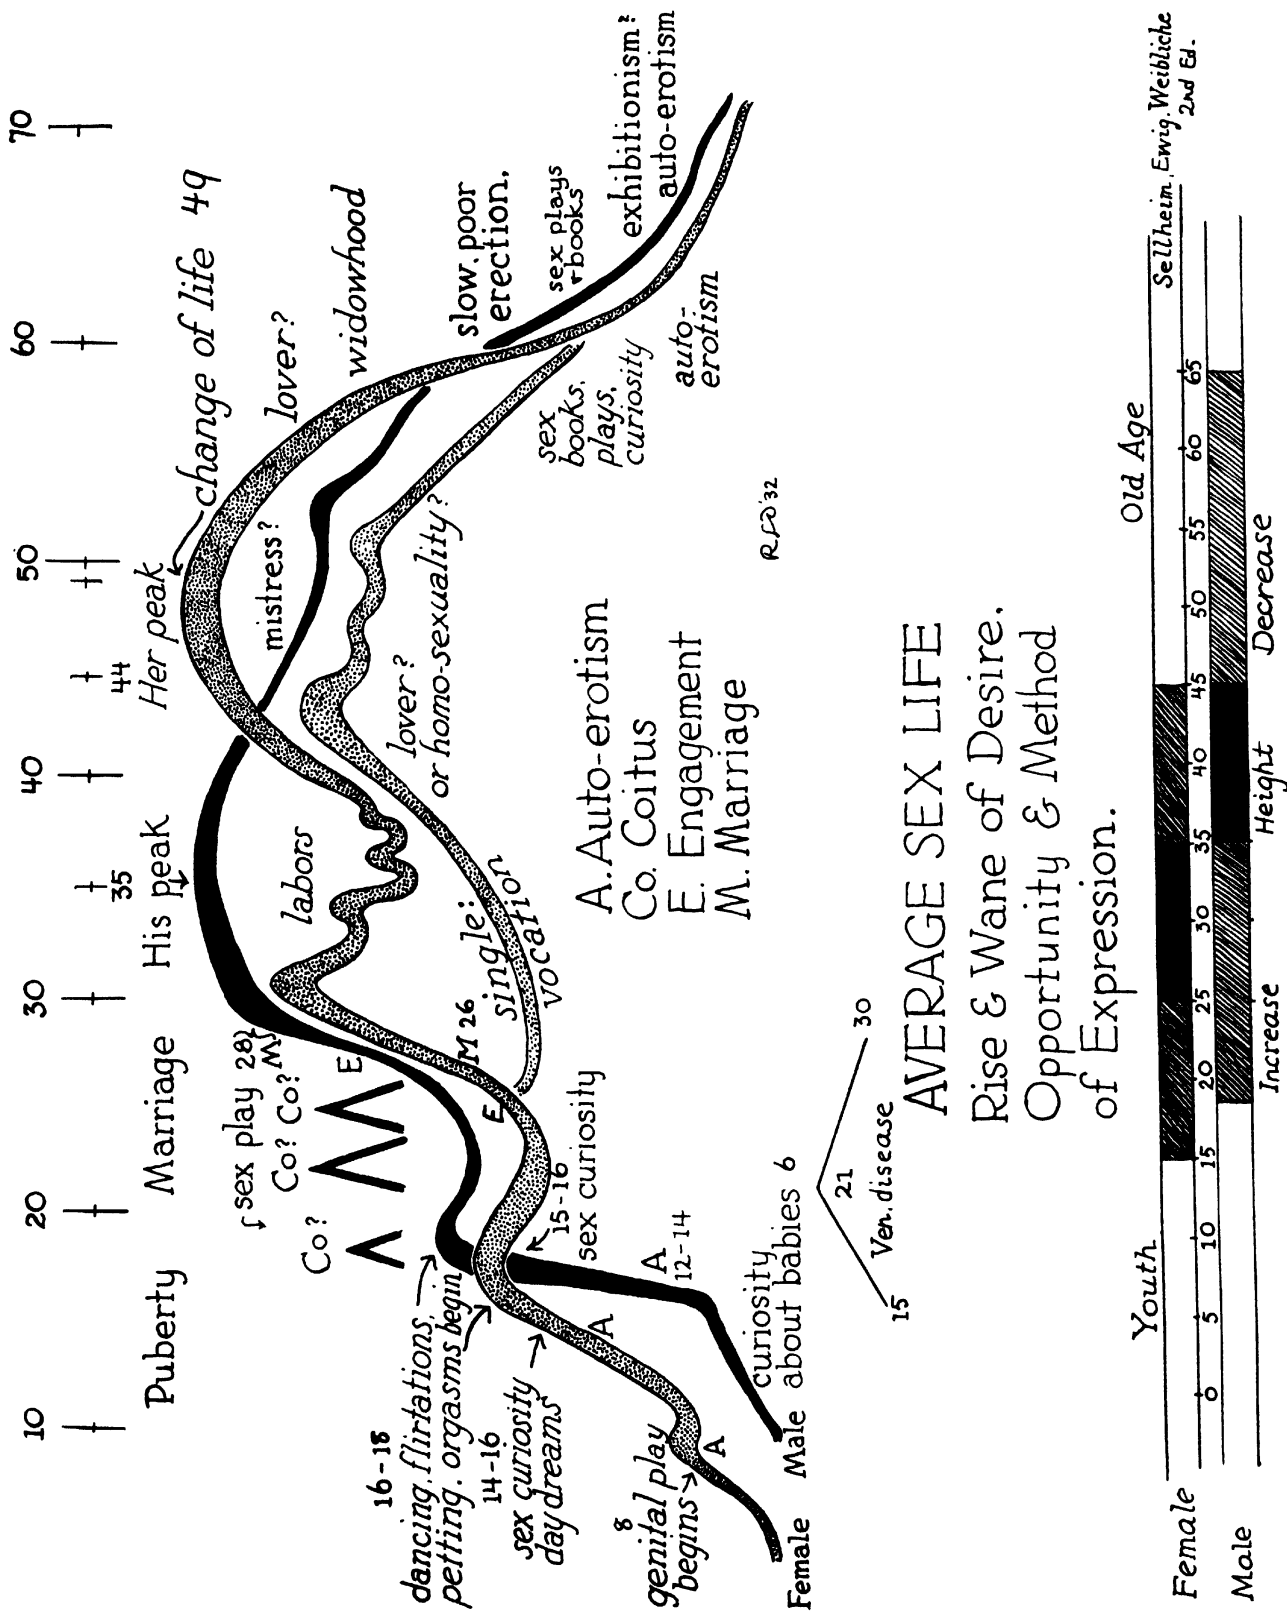 10 20 30 40 50 60 70
35 44
Puberty Marriage His peak Her peak change of life 49
sex play 28}
M}
Co? Co? Co?
E
labors
lover?
mistress?
widowhood
16-18
dancing, flirtations,
petting. orgasms begin
14-16
sex curiosity
day dreams
8
genital play
begins
15-16
sex curiosity
E
M 26
single:
vocation
lover?
or homo-sexuality?
slow. poor
erection.
sex plays
+books
exhibitionism?
auto-erotism
sex
books.
plays.
curiosity
auto-
erotism
A
A
A
12-14
curiosity
about babies 6
Male
Female
15 21 30
Ven. disease
A. Auto-erotism
Co. Coitus
E. Engagement
M. Marriage
RLD'32
AVERAGE SEX LIFE
Rise & Wane of Desire.
Opportunity & Method
of Expression.
Youth Old Age
Sellheim, Ewig. Weibliche
2nd Ed.
Female
0 5 10 15 20 25 30 35 40 45 50 55 60 65
Male
Increase Height Decrease